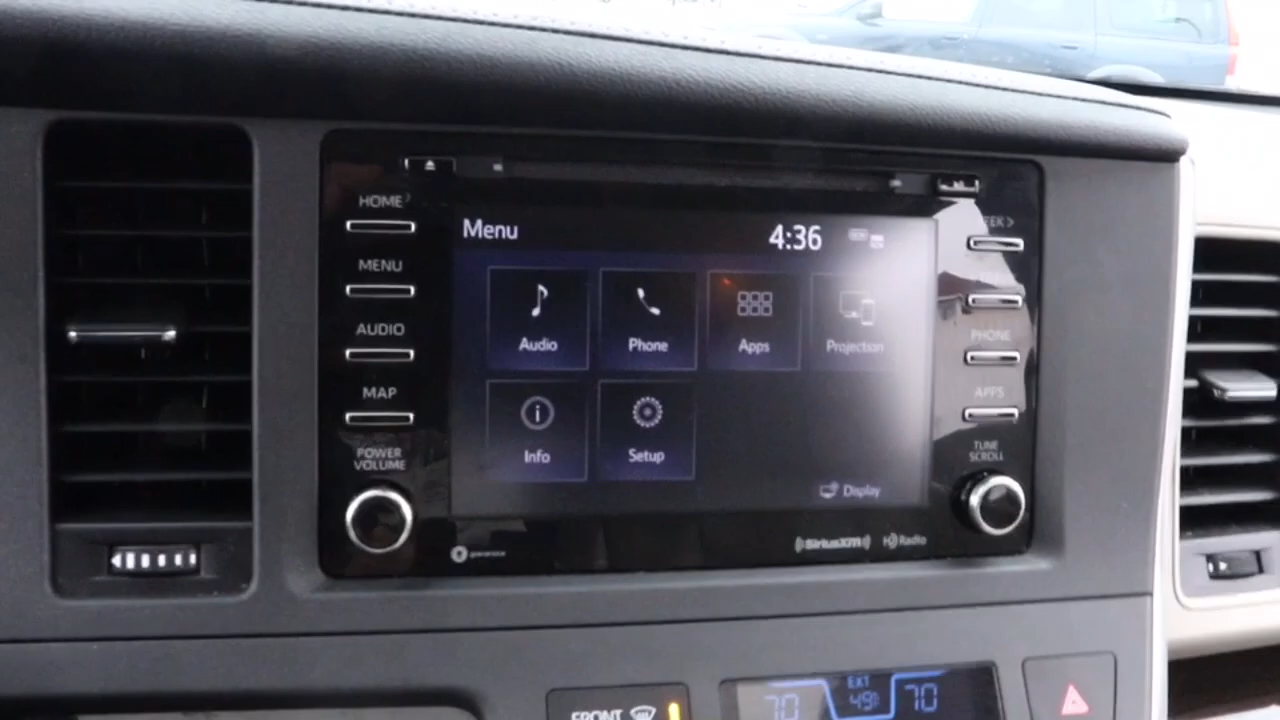 HOME
MENU
AUDIO
MAP
POWER
VOLUME
Menu
4:36
Audio
Phone
Apps
Projection
Info
Setup
Display
PHONE
APPS
TUNE
SCROLL
SiriusXM
HD Radio
FRONT
70
EXT
49
70